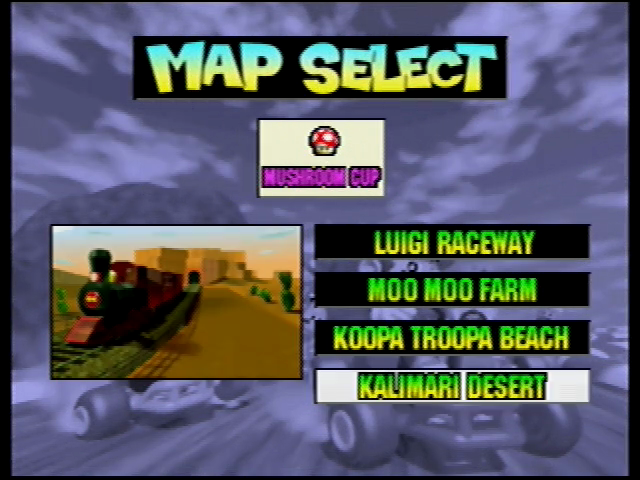 MAP SELECT
MUSHROOM CUP
LUIGI RACEWAY
MOO MOO FARM
KOOPA TROOPA BEACH
KALIMARI DESERT